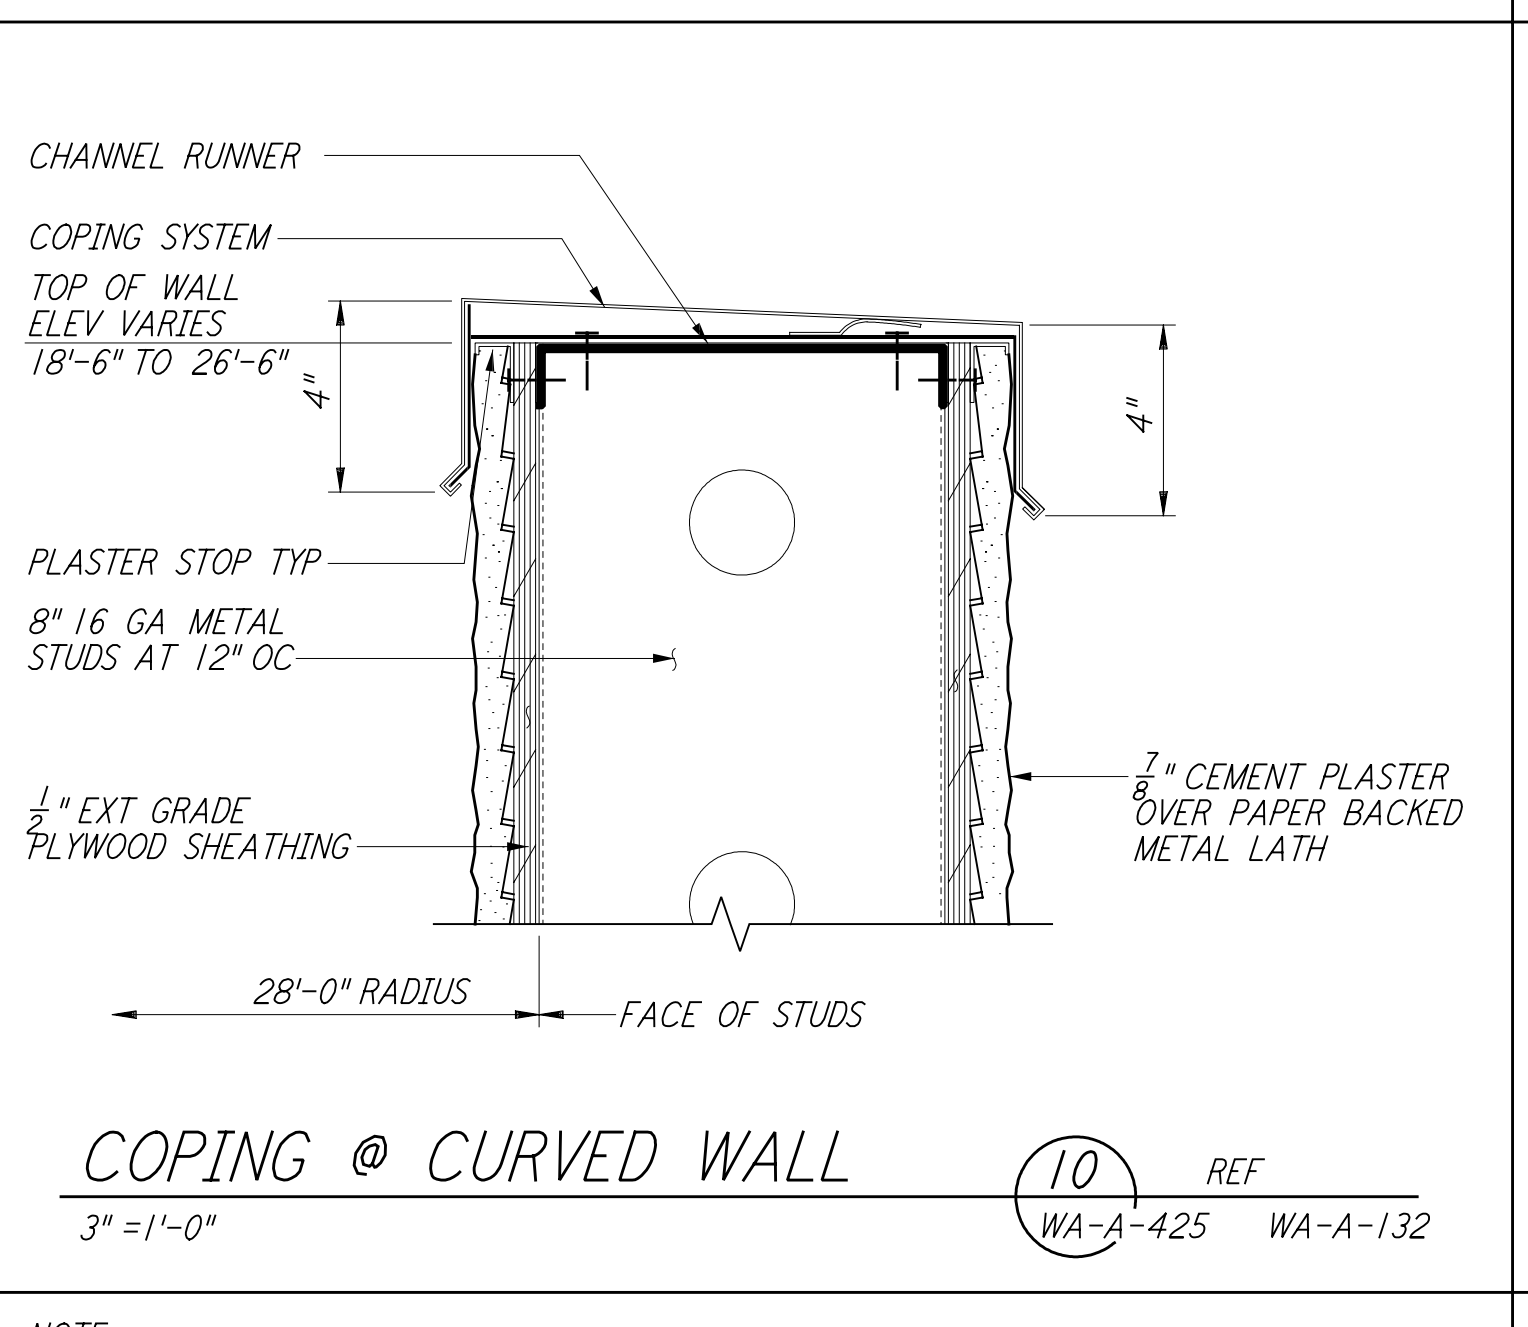 CHANNEL RUNNER
COPING SYSTEM
TOP OF WALL
ELEV VARIES
18'-6" TO 26'-6"
4"
4"
PLASTER STOP TYP
8" 16 GA METAL
STUDS AT 12" OC
1/2" EXT GRADE
PLYWOOD SHEATHING
7/8" CEMENT PLASTER
OVER PAPER BACKED
METAL LATH
28'-0" RADIUS
FACE OF STUDS
COPING @ CURVED WALL
10
REF
3" =1'-0"
WA-A-425
WA-A-132
NOTE